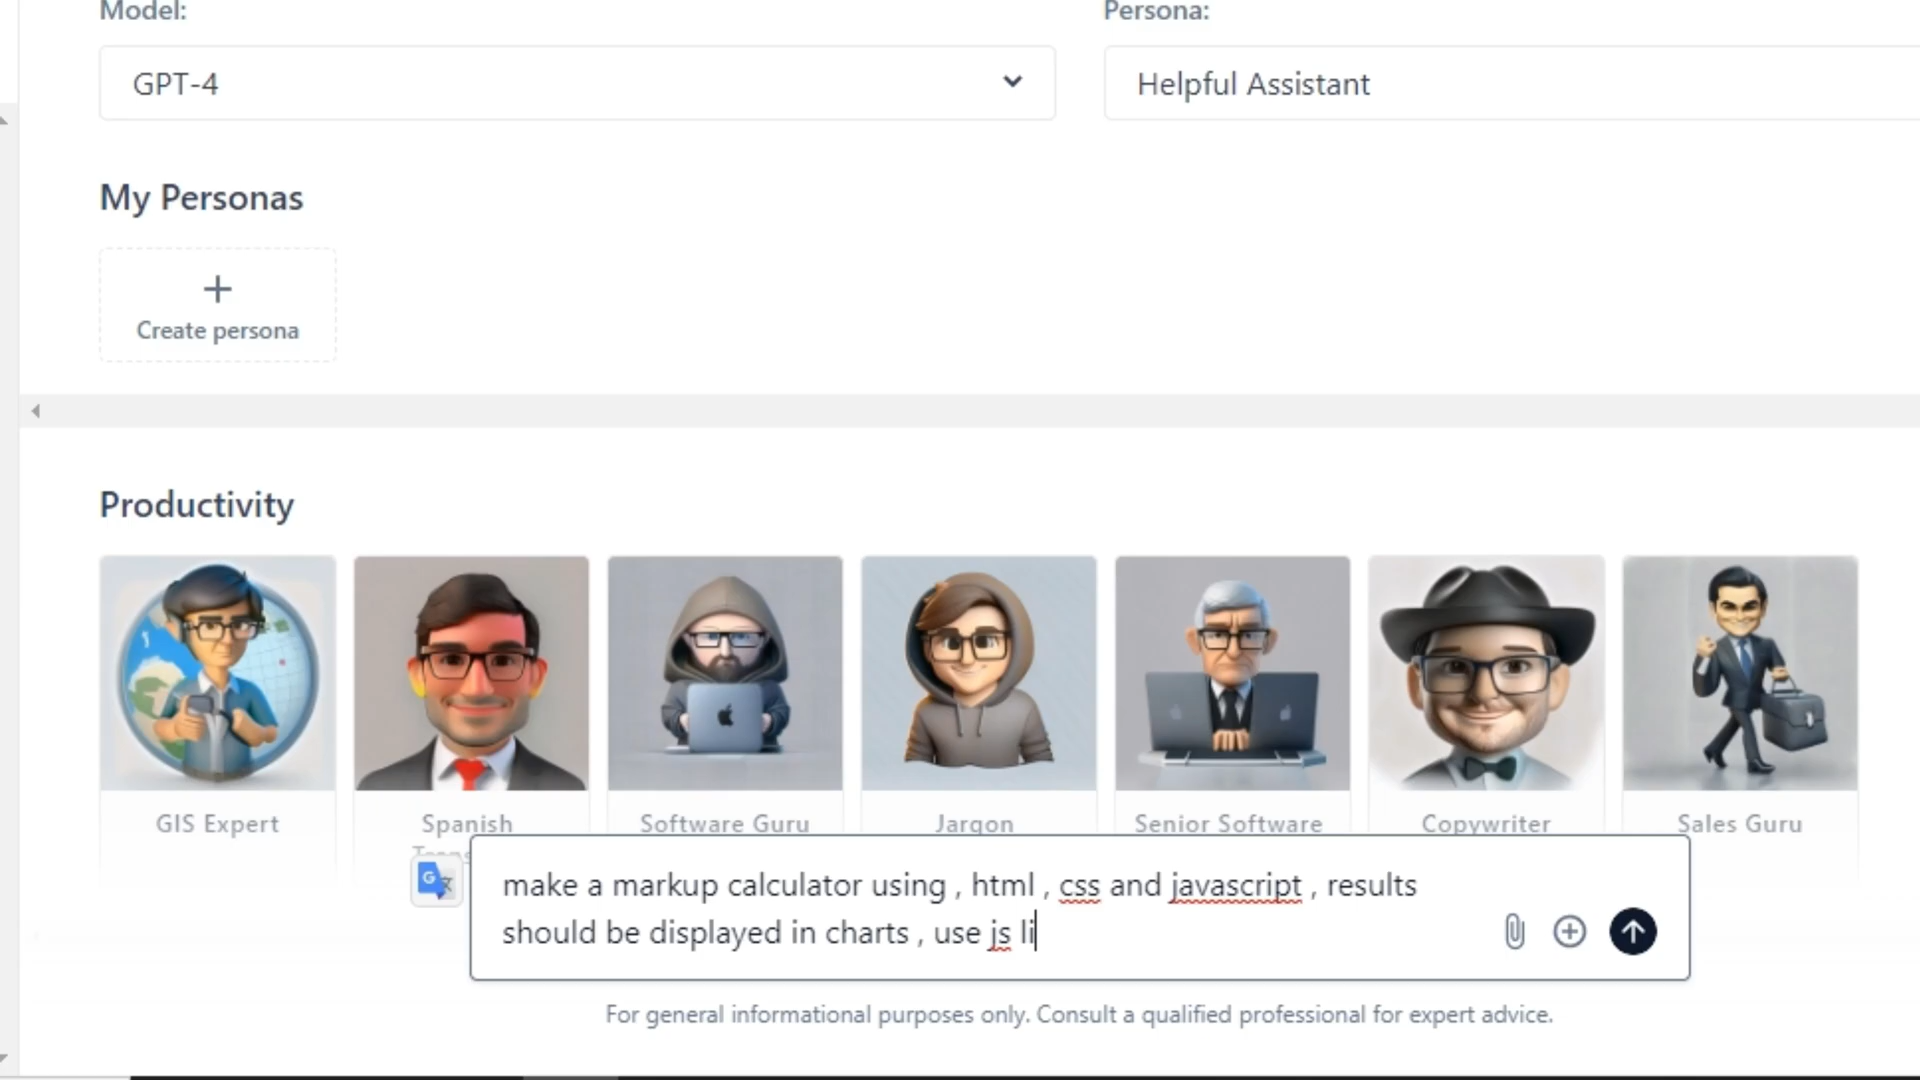 Model:
Persona:
GPT-4
Helpful Assistant
My Personas
Create persona
Productivity
GIS Expert
Spanish
Software Guru
Jargon
Senior Software
Copywriter
Sales Guru
make a markup calculator using , html , css and javascript , results
should be displayed in charts , use js li
For general informational purposes only. Consult a qualified professional for expert advice.